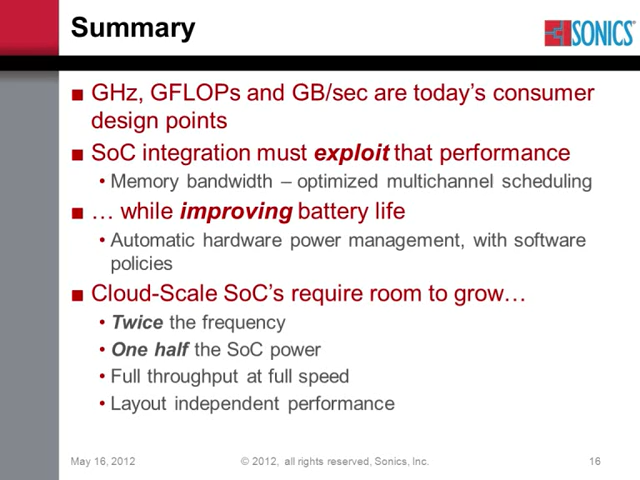 Summary
SONICS®
■ GHz, GFLOPs and GB/sec are today's consumer
design points
■ SoC integration must exploit that performance
• Memory bandwidth – optimized multichannel scheduling
■ … while improving battery life
• Automatic hardware power management, with software
policies
■ Cloud-Scale SoC's require room to grow…
• Twice the frequency
• One half the SoC power
• Full throughput at full speed
• Layout independent performance
May 16, 2012 © 2012, all rights reserved, Sonics, Inc. 16